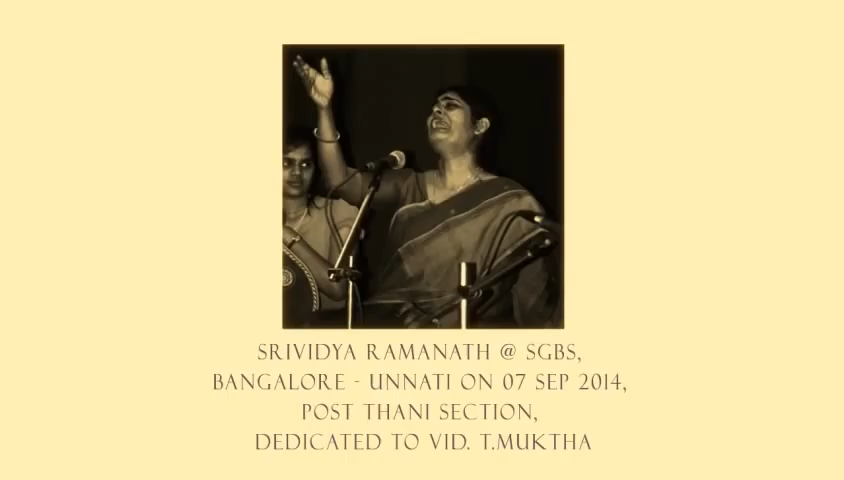 SRIVIDYA RAMANATH @ SGBS,
BANGALORE - UNNATI ON 07 SEP 2014,
POST THANI SECTION,
DEDICATED TO VID. T.MUKTHA